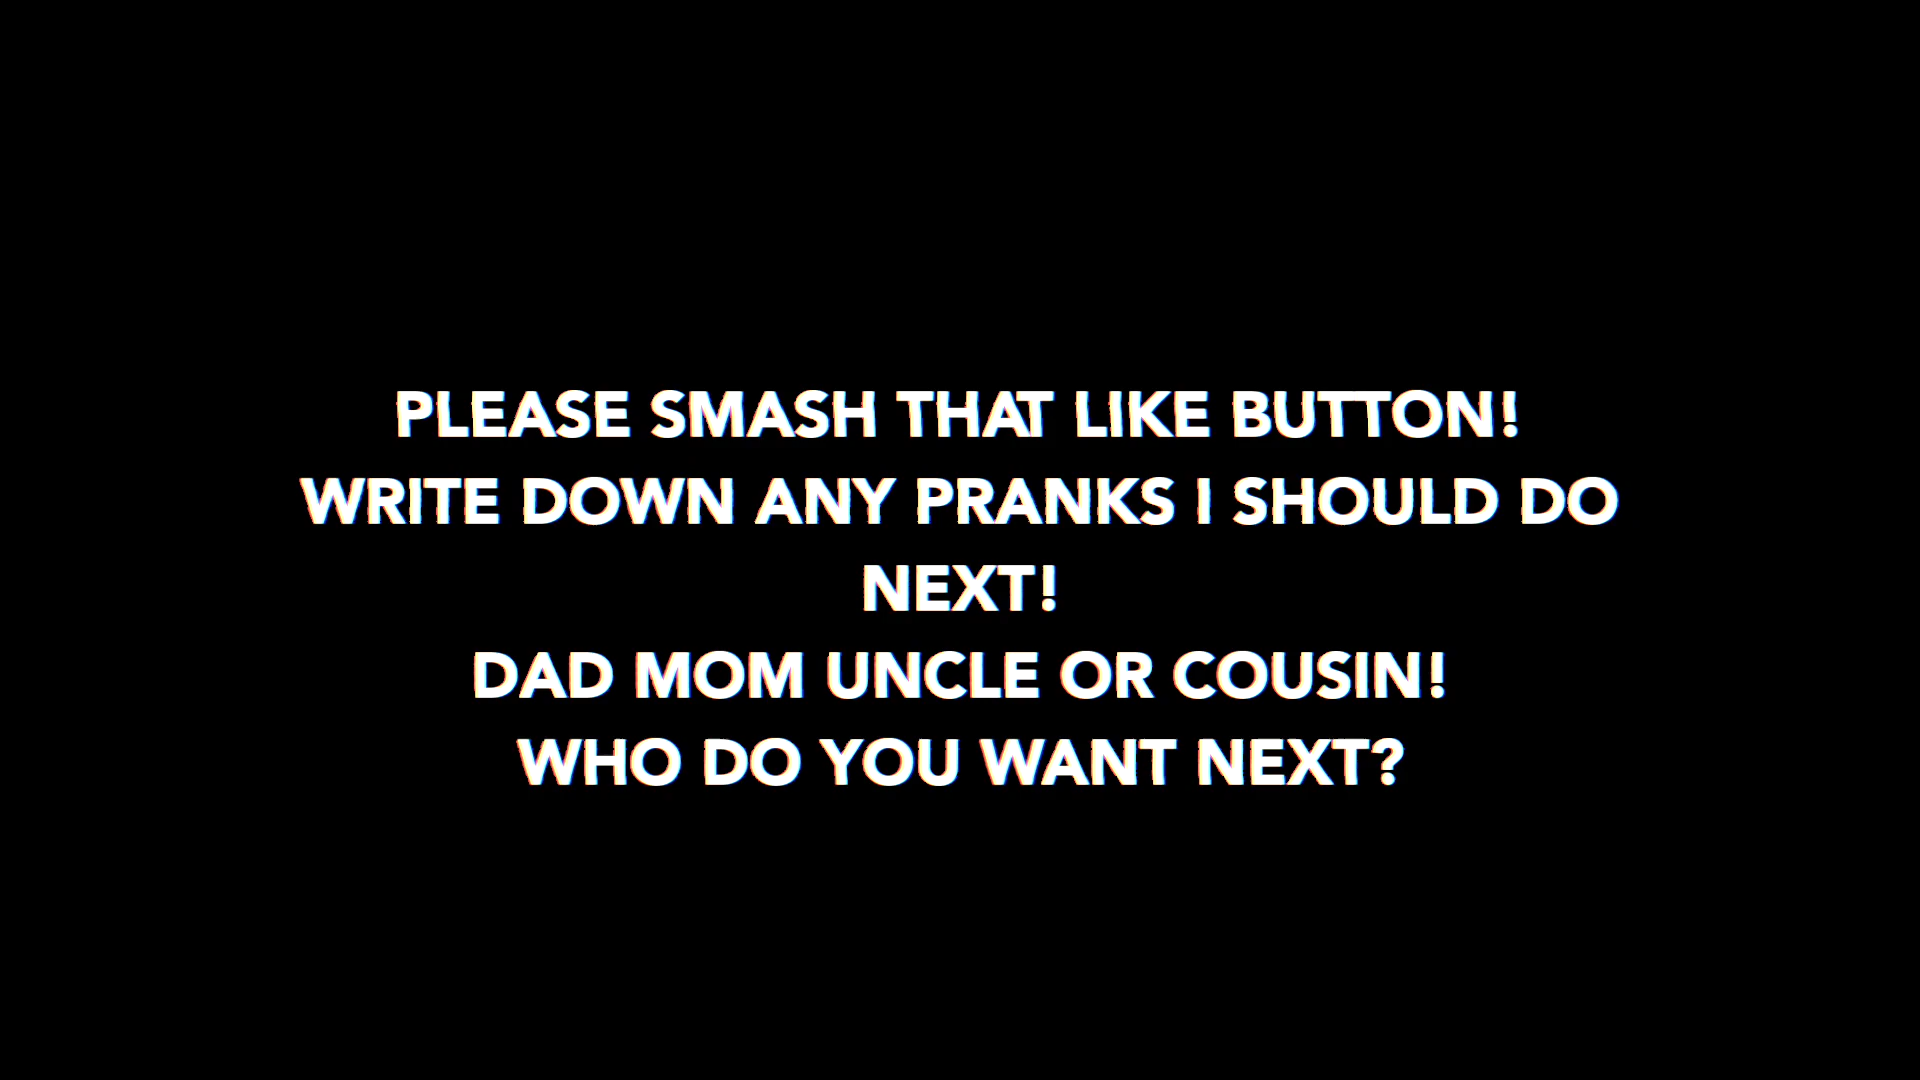 PLEASE SMASH THAT LIKE BUTTON!
WRITE DOWN ANY PRANKS I SHOULD DO
NEXT!
DAD MOM UNCLE OR COUSIN!
WHO DO YOU WANT NEXT?